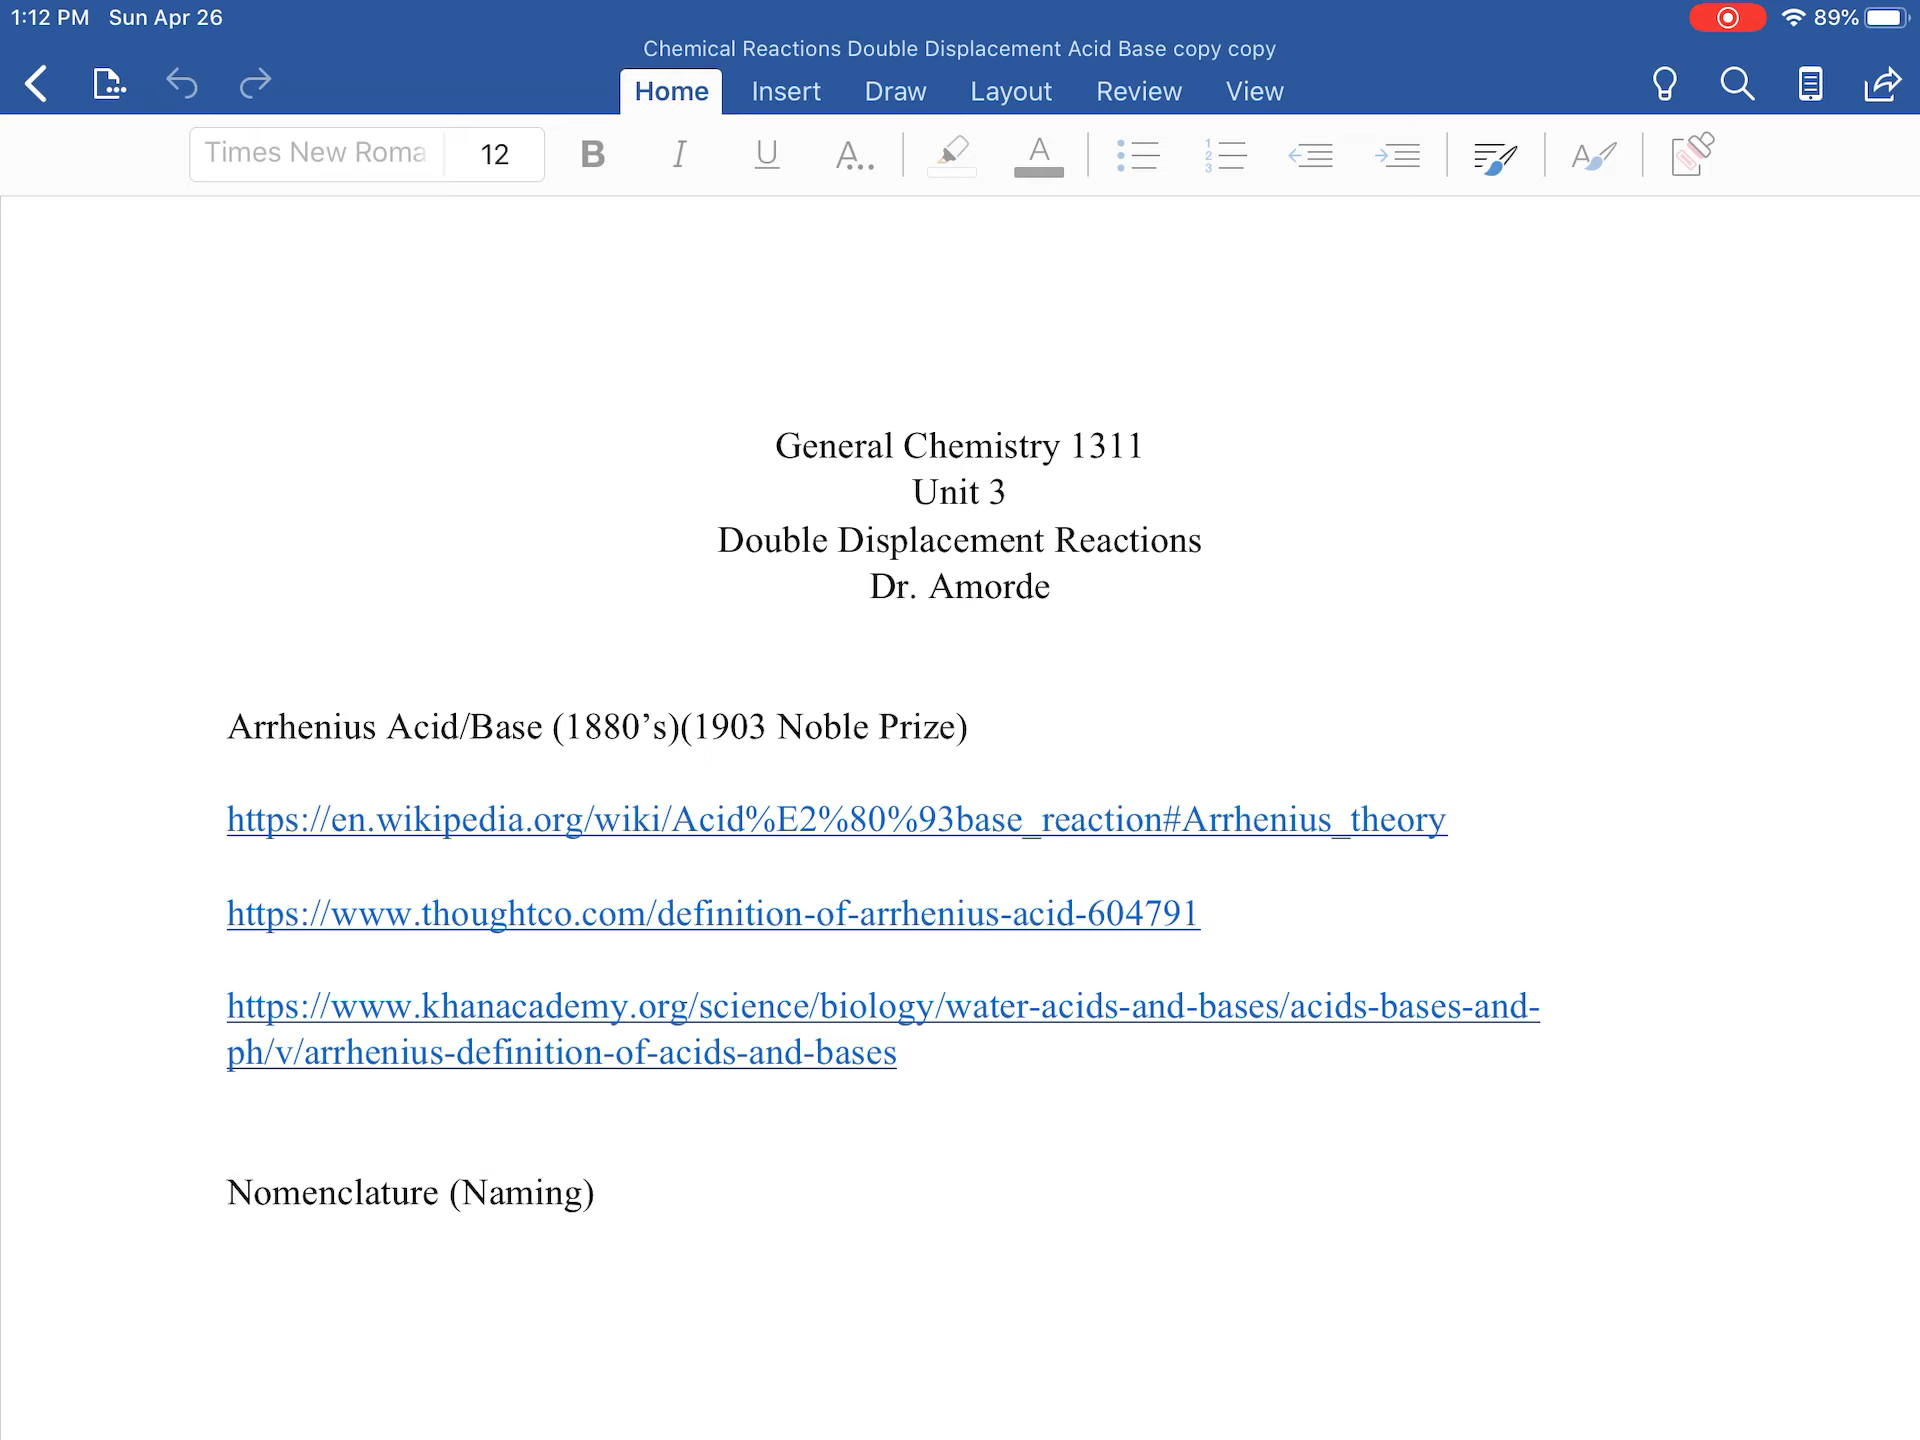 1:12 PM Sun Apr 26 89%
Chemical Reactions Double Displacement Acid Base copy copy
Home Insert Draw Layout Review View
Times New Roma 12 B I U A.. A A
General Chemistry 1311
Unit 3
Double Displacement Reactions
Dr. Amorde
Arrhenius Acid/Base (1880’s)(1903 Noble Prize)
https://en.wikipedia.org/wiki/Acid%E2%80%93base_reaction#Arrhenius_theory
https://www.thoughtco.com/definition-of-arrhenius-acid-604791
https://www.khanacademy.org/science/biology/water-acids-and-bases/acids-bases-and-
ph/v/arrhenius-definition-of-acids-and-bases
Nomenclature (Naming)